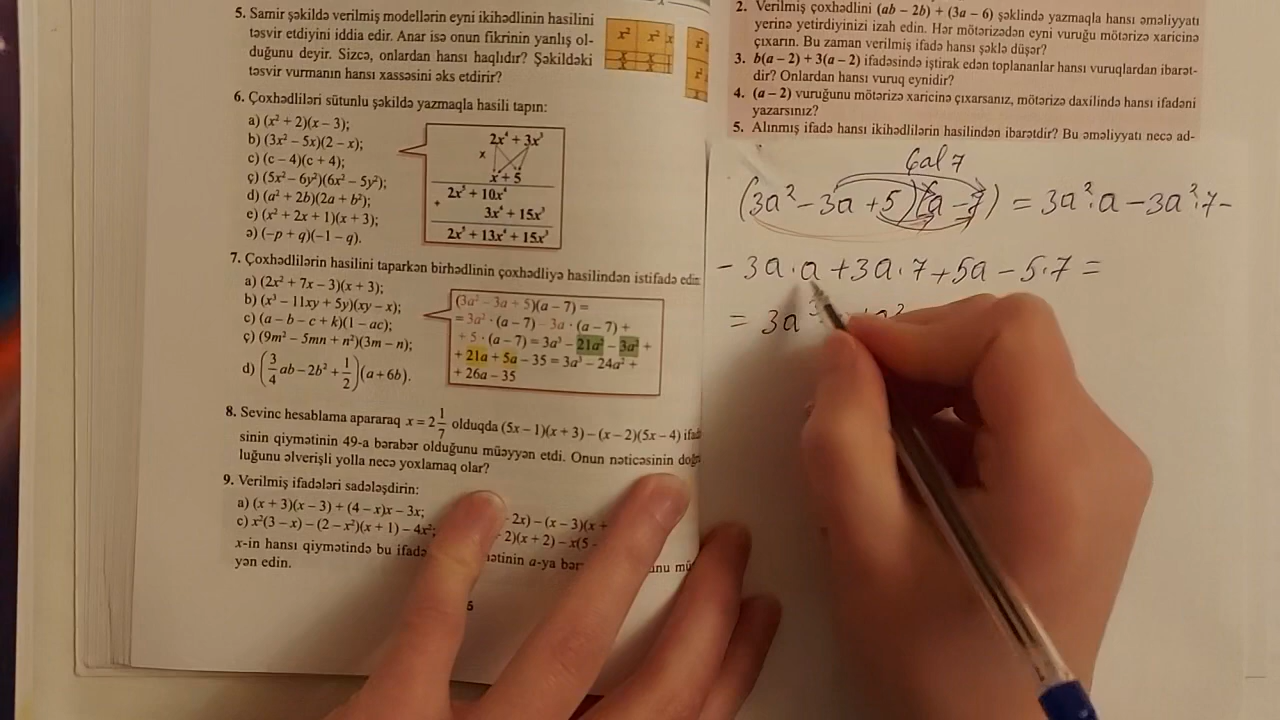 5. Samir şəkildə verilmiş modellərin eyni ikihədlinin hasilini
təsvir etdiyini iddia edir. Anar isə onun fikrinin yanlış ol-
duğunu deyir. Sizcə, onlardan hansı haqlıdır? Şəkildəki
təsvir vurmanın hansı xassəsini əks etdirir?
x² x² x
x x
6. Çoxhədliləri sütunlu şəkildə yazmaqla hasili tapın:
a) (x² + 2)(x − 3);
b) (3x² − 5x)(2 − x);
c) (c − 4)(c + 4);
ç) (5x² − 6y²)(6x² − 5y²);
d) (a² + 2b)(2a + b²);
e) (x² + 2x + 1)(x + 3);
ə) (−p + q)(−1 − q).
2x⁴ + 3x³
x
x + 5
2x⁵ + 10x⁴
+
3x⁴ + 15x³
2x⁵ + 13x⁴ + 15x³
7. Çoxhədlilərin hasilini taparkən birhədlinin çoxhədliyə hasilindən istifadə edin
a) (2x² + 7x − 3)(x + 3);
b) (x³ − 11xy + 5y)(xy − x);
c) (a − b − c + k)(1 − ac);
ç) (9m² − 5mn + n²)(3m − n);
d) (3/4 ab − 2b² + 1/2)(a + 6b).
(3a² − 3a + 5)(a − 7) =
= 3a² · (a − 7) − 3a · (a − 7) +
+ 5 · (a − 7) = 3a³ − 21a² − 3a² +
+ 21a + 5a − 35 = 3a³ − 24a² +
+ 26a − 35
8. Sevinc hesablama apararaq x = 2 1/7 olduqda (5x − 1)(x + 3) − (x − 2)(5x − 4) ifad
sinin qiymətinin 49-a bərabər olduğunu müəyyən etdi. Onun nəticəsinin doğ
luğunu əlverişli yolla necə yoxlamaq olar?
9. Verilmiş ifadələri sadələşdirin:
a) (x + 3)(x − 3) + (4 − x)x − 3x;
2x) − (x − 3)(x +
c) x²(3 − x) − (2 − x²)(x + 1) − 4x²;
2)(x + 2) − x(5 −
x-in hansı qiymətində bu ifadə
mətinin a-ya bər
unu mü
yən edin.
2. Verilmiş çoxhədlini (ab − 2b) + (3a − 6) şəklində yazmaqla hansı əməliyyatı
yerinə yetirdiyinizi izah edin. Hər mötərizədən eyni vuruğu mötərizə xaricinə
çıxarın. Bu zaman verilmiş ifadə hansı şəklə düşər?
3. b(a − 2) + 3(a − 2) ifadəsində iştirak edən toplananlar hansı vuruqlardan ibarət-
dir? Onlardan hansı vuruq eynidir?
4. (a − 2) vuruğunu mötərizə xaricinə çıxarsanız, mötərizə daxilində hansı ifadəni
yazarsınız?
5. Alınmış ifadə hansı ikihədlilərin hasilindən ibarətdir? Bu əməliyyatı necə ad-
Çal 7
(3a² − 3a + 5)(a − 7) = 3a²·a − 3a²·7 −
− 3a·a + 3a·7 + 5a − 5·7 =
= 3a³